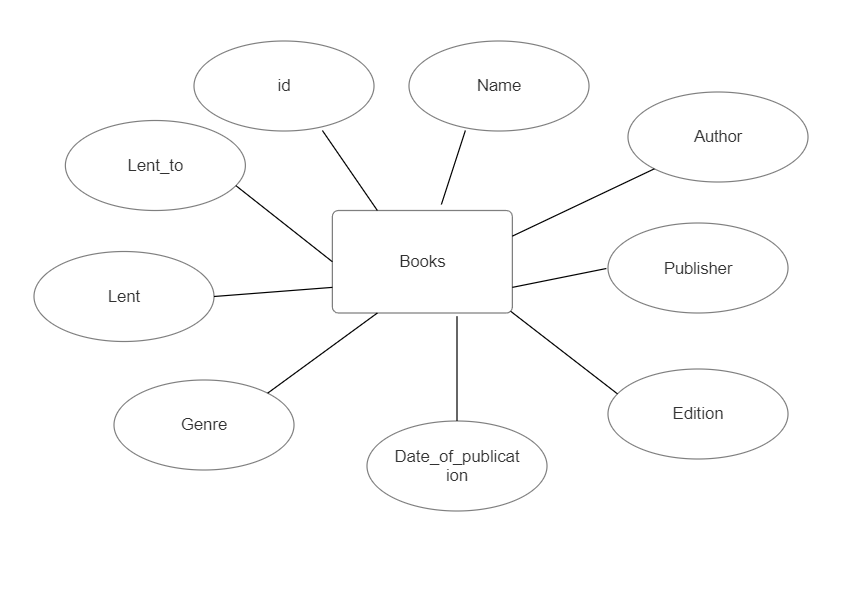 id
Name
Author
Lent_to
Books
Publisher
Lent
Edition
Genre
Date_of_publicat
ion